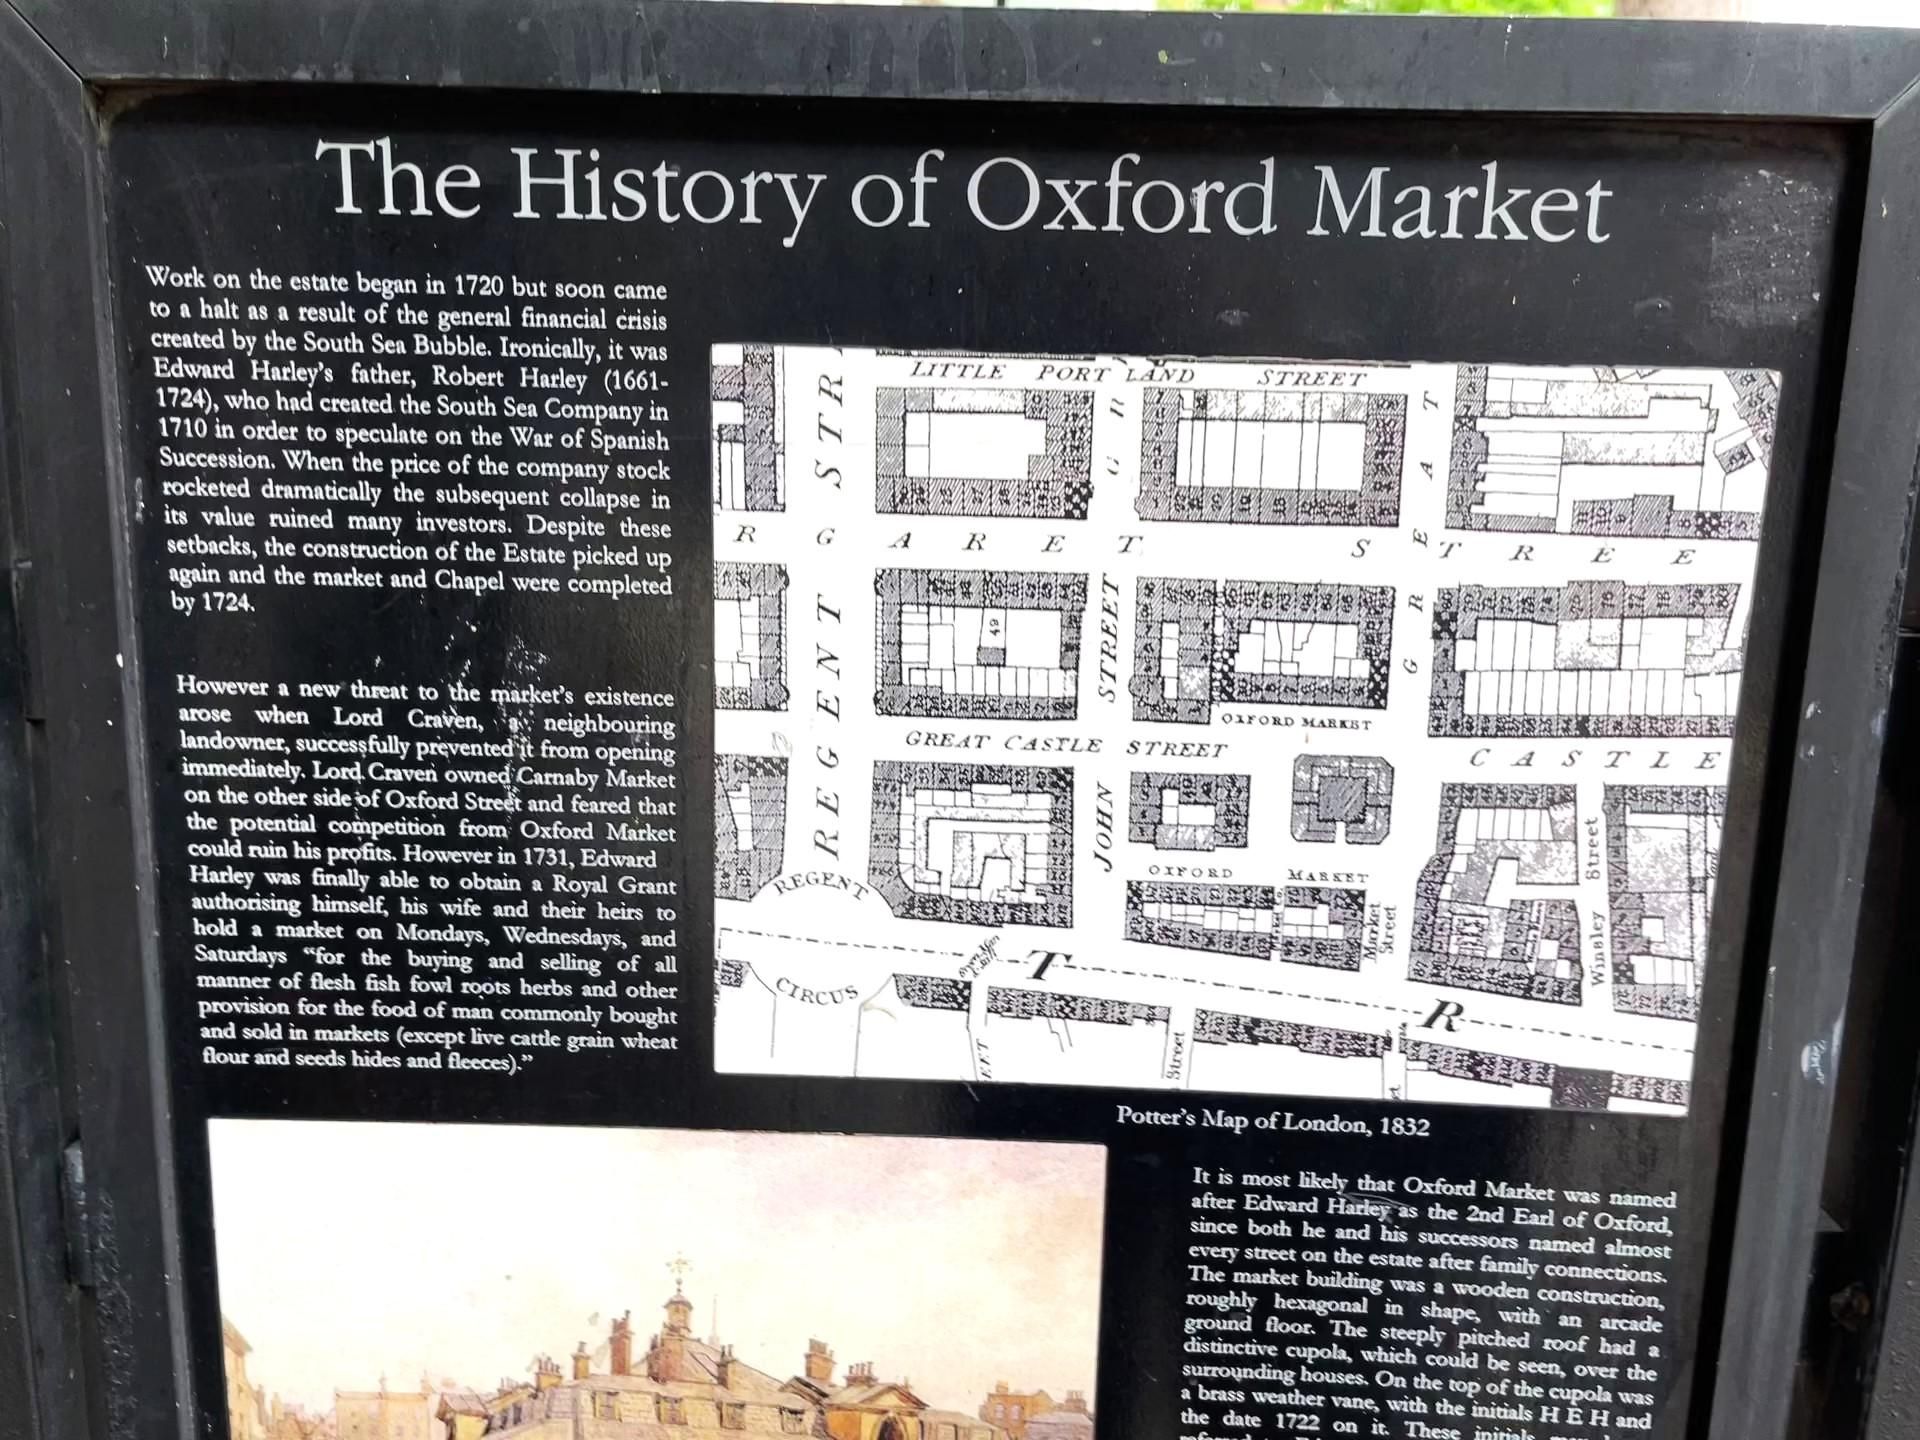 The History of Oxford Market
Work on the estate began in 1720 but soon came
to a halt as a result of the general financial crisis
created by the South Sea Bubble. Ironically, it was
Edward Harley's father, Robert Harley (1661-
1724), who had created the South Sea Company in
1710 in order to speculate on the War of Spanish
Succession. When the price of the company stock
rocketed dramatically the subsequent collapse in
its value ruined many investors. Despite these
setbacks, the construction of the Estate picked up
again and the market and Chapel were completed
by 1724.
However a new threat to the market's existence
arose when Lord Craven, a neighbouring
landowner, successfully prevented it from opening
immediately. Lord Craven owned Carnaby Market
on the other side of Oxford Street and feared that
the potential competition from Oxford Market
could ruin his profits. However in 1731, Edward
Harley was finally able to obtain a Royal Grant
authorising himself, his wife and their heirs to
hold a market on Mondays, Wednesdays, and
Saturdays “for the buying and selling of all
manner of flesh fish fowl roots herbs and other
provision for the food of man commonly bought
and sold in markets (except live cattle grain wheat
flour and seeds hides and fleeces).”
LITTLE PORTLAND STREET
REGENT STR
RGARET STREE
GREAT
JOHN STREET
49
OXFORD MARKET
GREAT CASTLE STREET
CASTLE
OXFORD MARKET
Market Street
Winsley Street
REGENT
CIRCUS
T R
EET
Street
Potter's Map of London, 1832
It is most likely that Oxford Market was named
after Edward Harley as the 2nd Earl of Oxford,
since both he and his successors named almost
every street on the estate after family connections.
The market building was a wooden construction,
roughly hexagonal in shape, with an arcade
ground floor. The steeply pitched roof had a
distinctive cupola, which could be seen, over the
surrounding houses. On the top of the cupola was
a brass weather vane, with the initials H E H and
the date 1722 on it. These initials